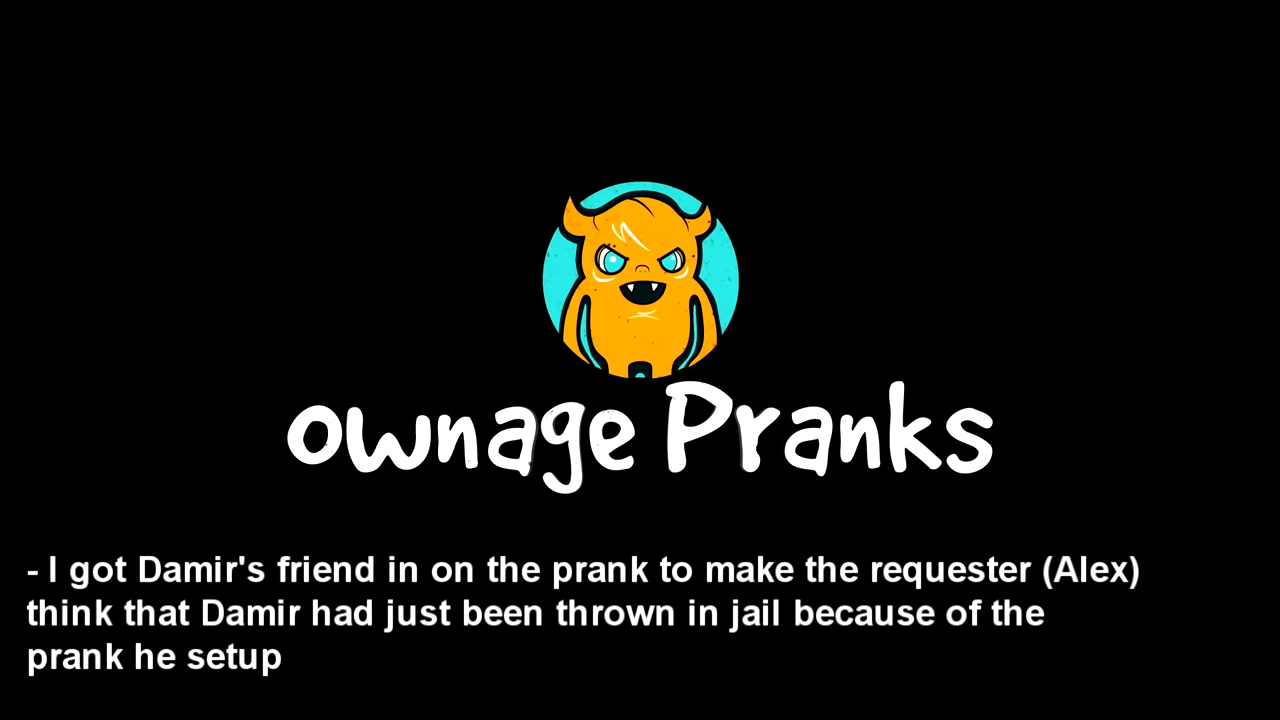 ownage Pranks
- I got Damir's friend in on the prank to make the requester (Alex)
think that Damir had just been thrown in jail because of the
prank he setup